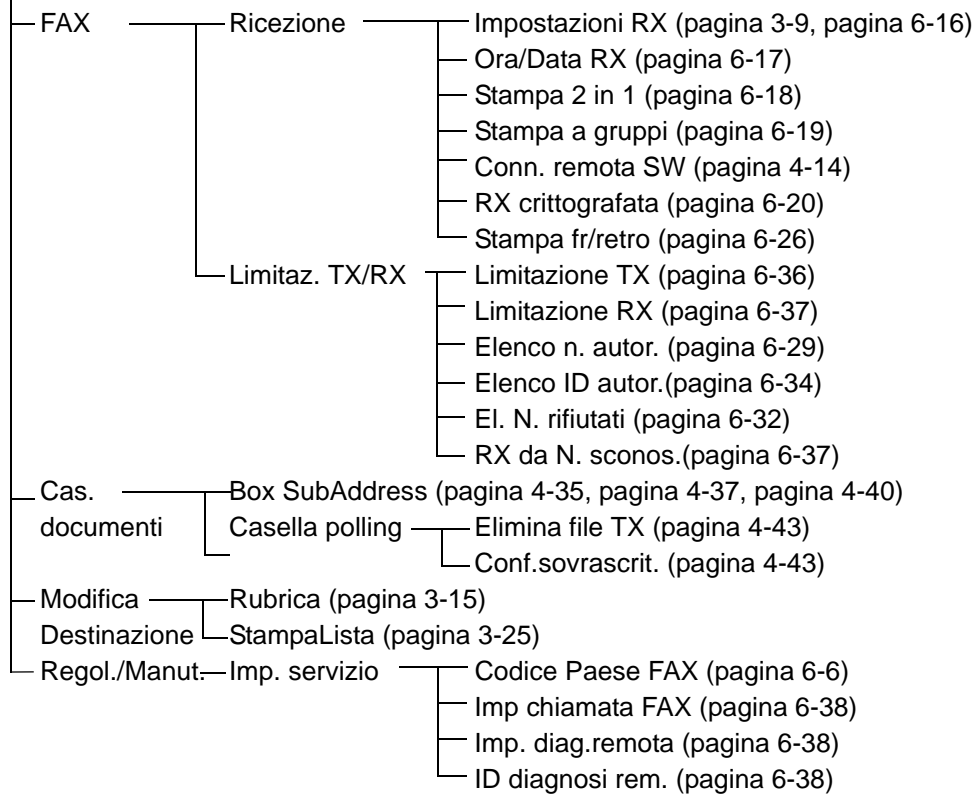 FAX Ricezione Impostazioni RX (pagina 3-9, pagina 6-16)
Ora/Data RX (pagina 6-17)
Stampa 2 in 1 (pagina 6-18)
Stampa a gruppi (pagina 6-19)
Conn. remota SW (pagina 4-14)
RX crittografata (pagina 6-20)
Stampa fr/retro (pagina 6-26)
Limitaz. TX/RX Limitazione TX (pagina 6-36)
Limitazione RX (pagina 6-37)
Elenco n. autor. (pagina 6-29)
Elenco ID autor.(pagina 6-34)
El. N. rifiutati (pagina 6-32)
RX da N. sconos.(pagina 6-37)
Cas. Box SubAddress (pagina 4-35, pagina 4-37, pagina 4-40)
documenti Casella polling Elimina file TX (pagina 4-43)
Conf.sovrascrit. (pagina 4-43)
Modifica Rubrica (pagina 3-15)
Destinazione StampaLista (pagina 3-25)
Regol./Manut. Imp. servizio Codice Paese FAX (pagina 6-6)
Imp chiamata FAX (pagina 6-38)
Imp. diag.remota (pagina 6-38)
ID diagnosi rem. (pagina 6-38)